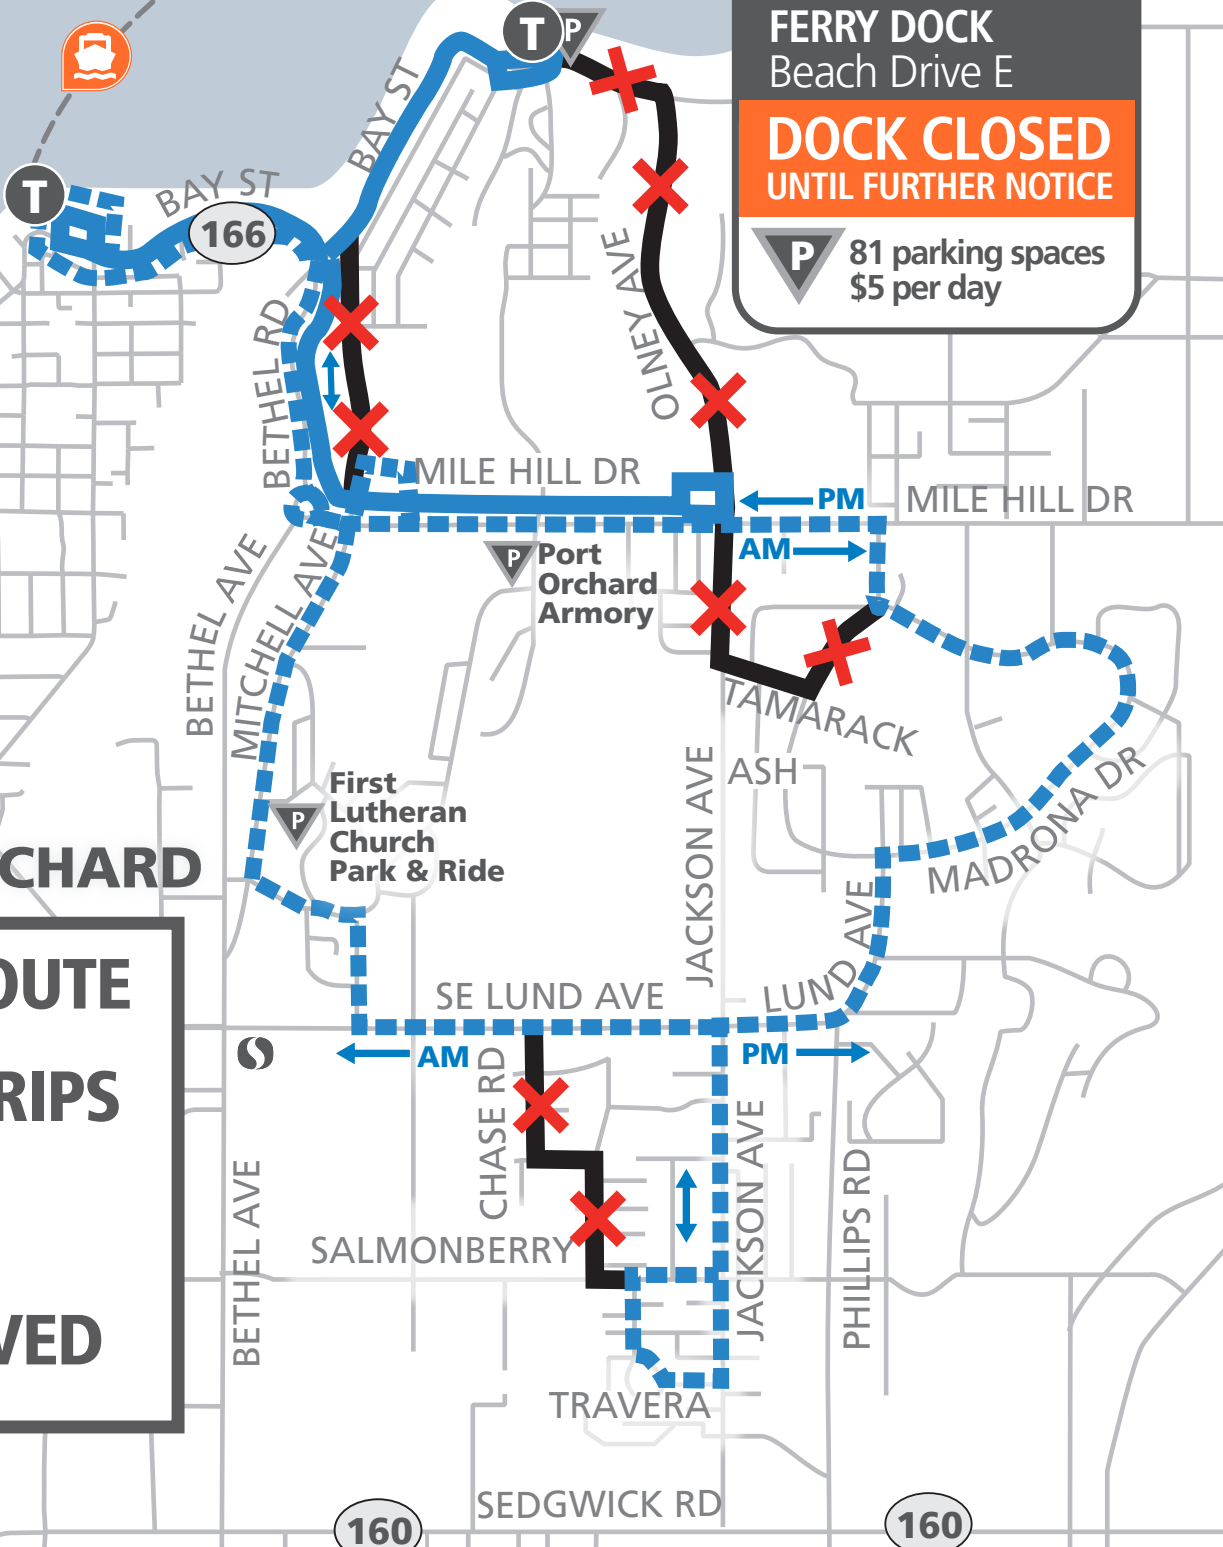 FERRY DOCK
Beach Drive E
DOCK CLOSED
UNTIL FURTHER NOTICE
P 81 parking spaces
$5 per day
T
P
T
BAY ST
BAY ST
166
BETHEL RD
OLNEY AVE
MILE HILL DR
PM
MILE HILL DR
AM
P Port
Orchard
Armory
BETHEL AVE
MITCHELL AVE
TAMARACK
ASH
JACKSON AVE
MADRONA DR
P First
Lutheran
Church
Park & Ride
CHARD
OUTE
RIPS
VED
SE LUND AVE
LUND AVE
AM
PM
CHASE RD
SALMONBERRY
JACKSON AVE
PHILLIPS RD
BETHEL AVE
TRAVERA
SEDGWICK RD
160
160